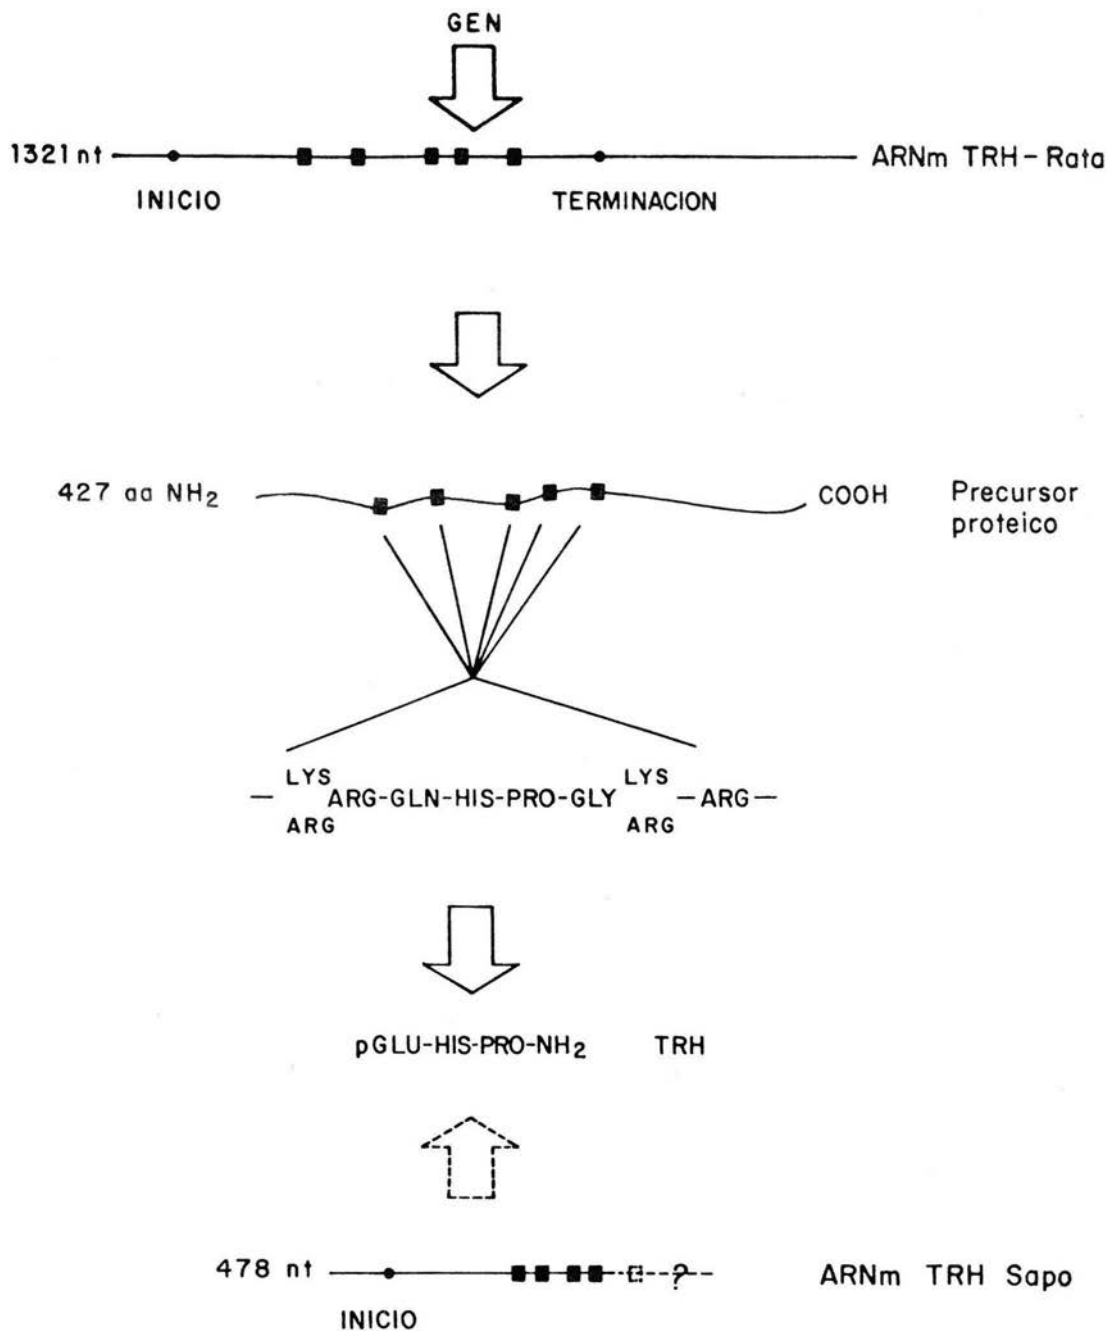 GEN
1321 nt ARNm TRH - Rata
INICIO TERMINACION
427 aa NH2 COOH Precursor
proteico
LYS LYS
— ARG-GLN-HIS-PRO-GLY —ARG—
ARG ARG
pGLU-HIS-PRO-NH2 TRH
478 nt ? ARNm TRH Sapo
INICIO